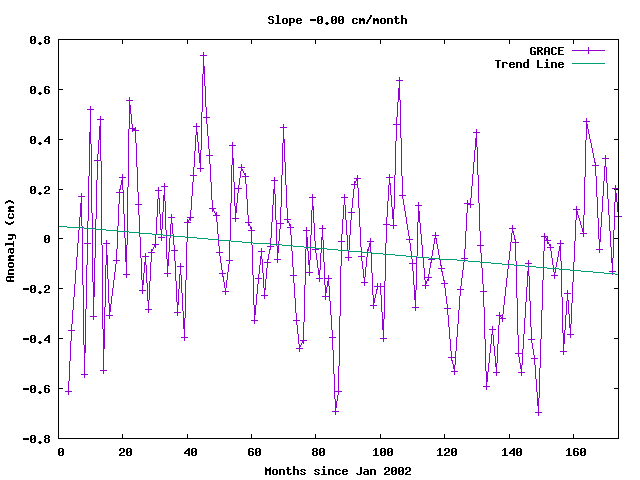 Slope -0.00 cm/month
GRACE
Trend Line
0.8
0.6
0.4
0.2
0
-0.2
-0.4
-0.6
-0.8
Anomaly (cm)
0 20 40 60 80 100 120 140 160
Months since Jan 2002